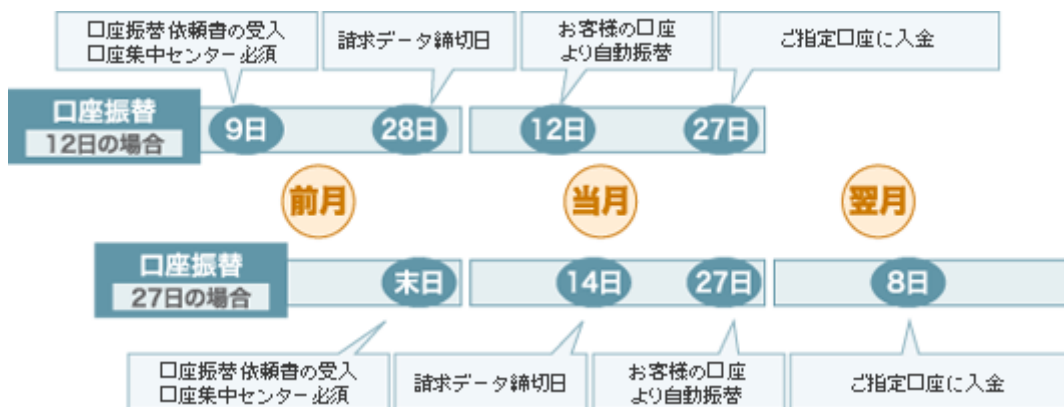 口座振替依頼書の受入
口座集中センター必須
請求データ締切日
お客様の口座
より自動振替
ご指定口座に入金
口座振替
12日の場合
9日
28日
12日
27日
前月
当月
翌月
口座振替
27日の場合
末日
14日
27日
8日
口座振替依頼書の受入
口座集中センター必須
請求データ締切日
お客様の口座
より自動振替
ご指定口座に入金